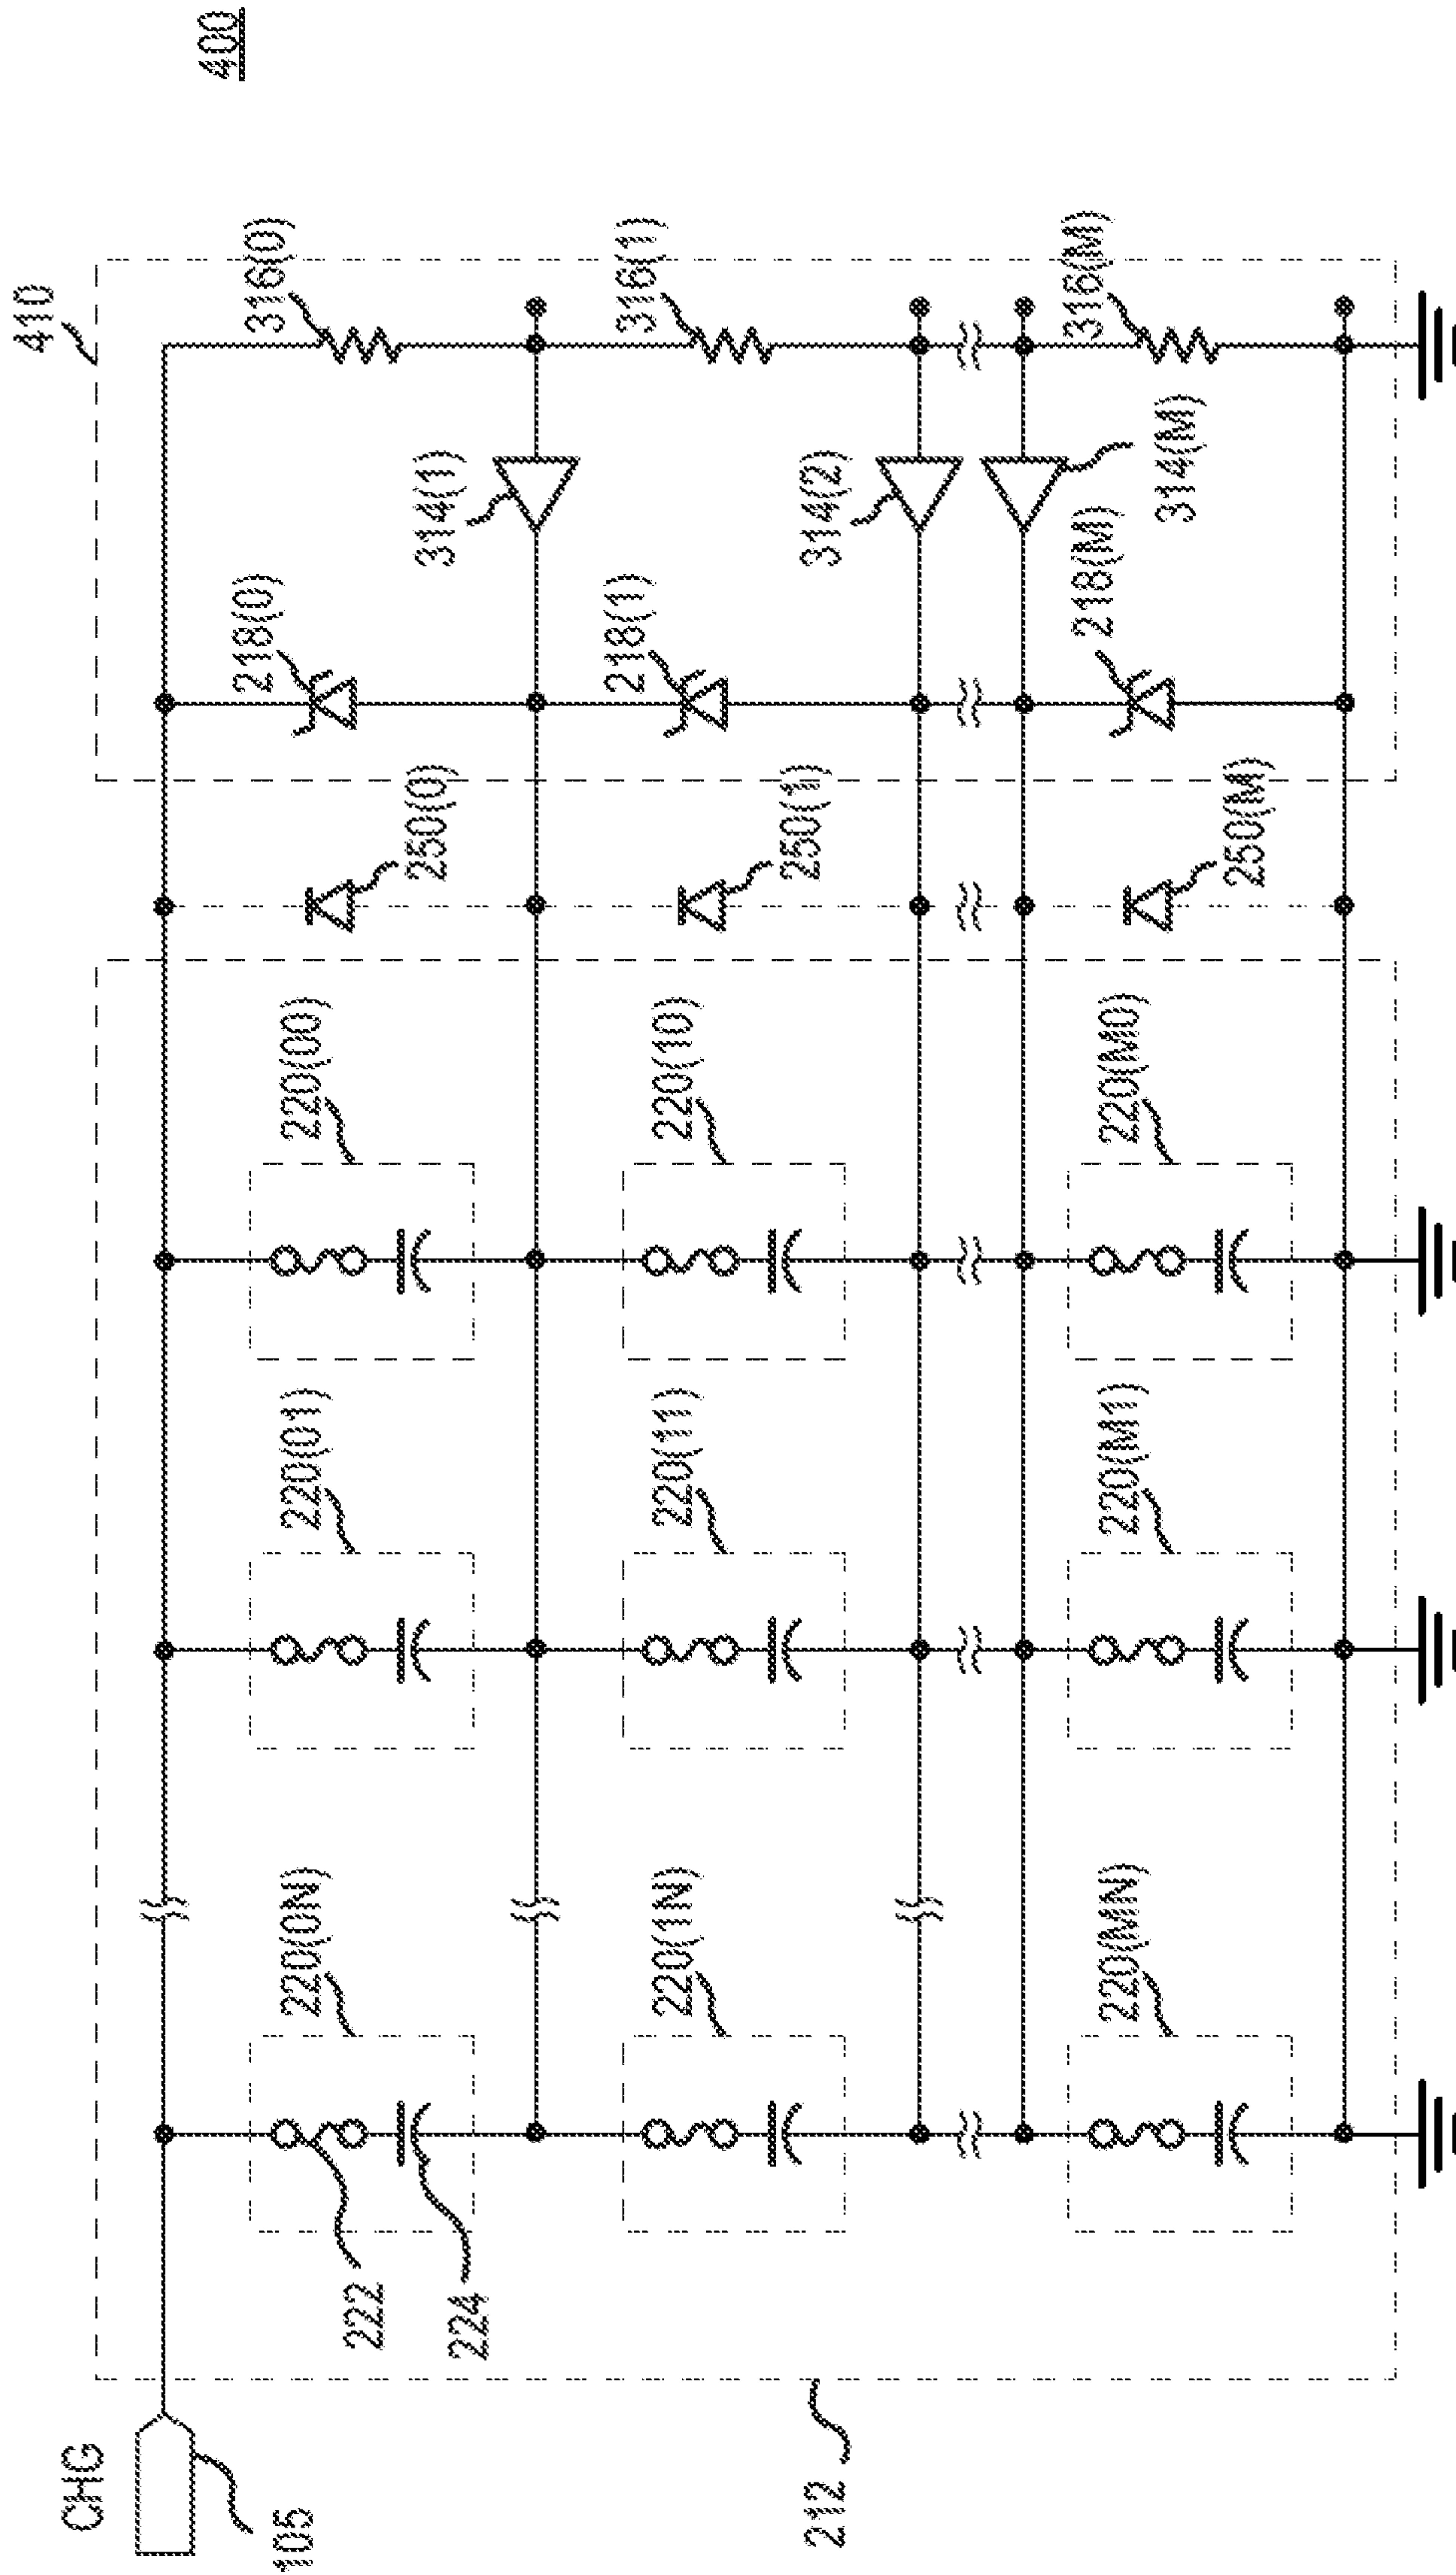 400
CHG
105
212
410
222
224
220(0N)
220(01)
220(00)
250(0)
218(0)
316(0)
314(1)
220(1N)
220(11)
220(10)
250(1)
218(1)
316(1)
314(2)
220(MN)
220(M1)
220(M0)
250(M)
218(M)
314(M)
316(M)